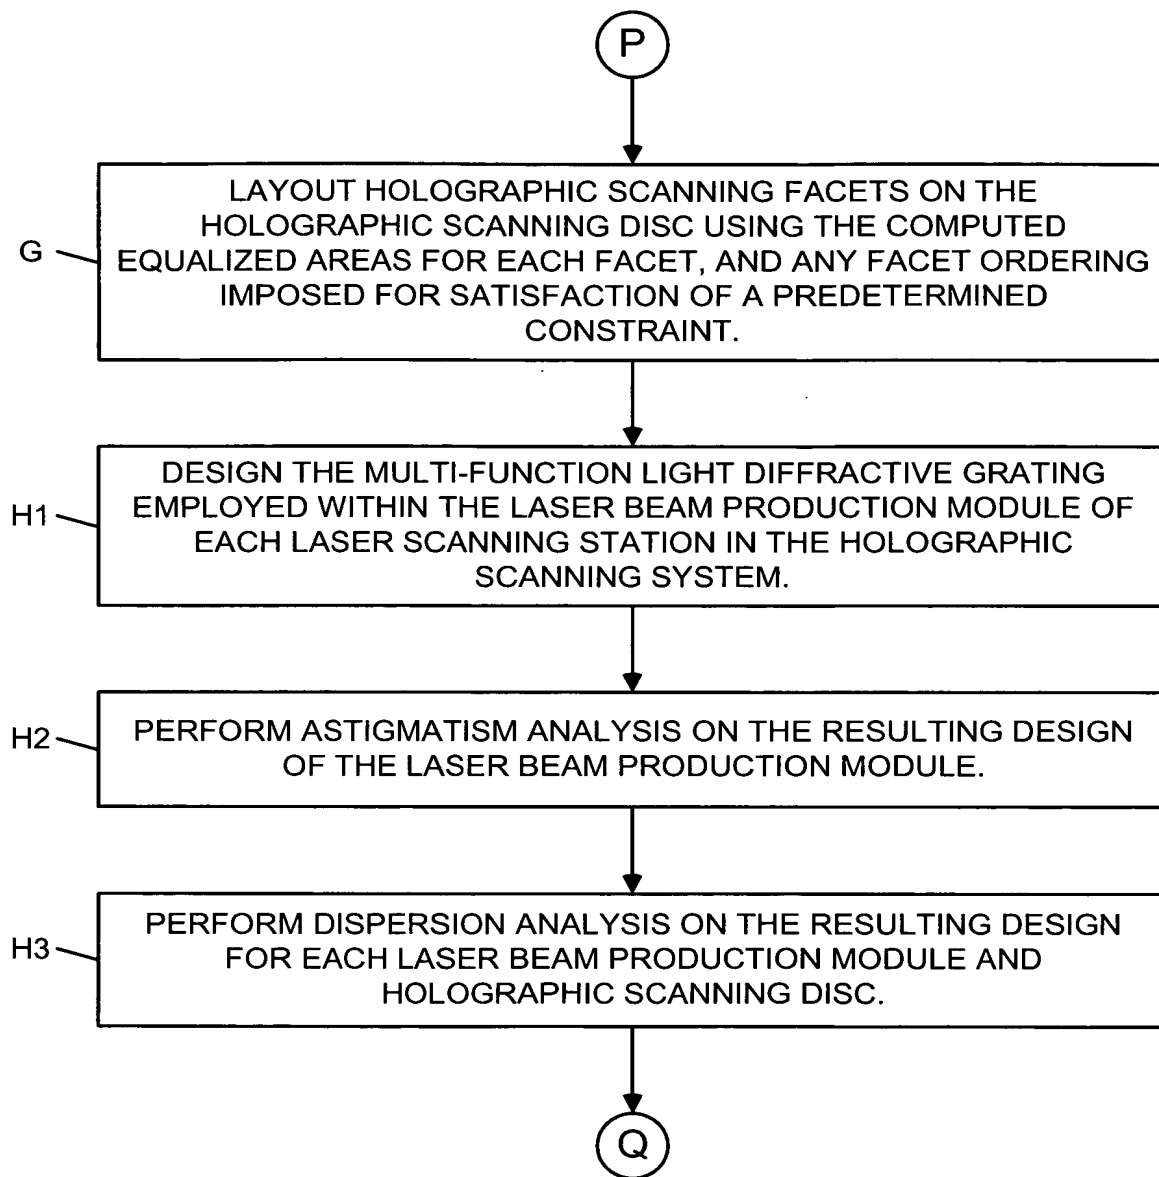 P
G
LAYOUT HOLOGRAPHIC SCANNING FACETS ON THE
HOLOGRAPHIC SCANNING DISC USING THE COMPUTED
EQUALIZED AREAS FOR EACH FACET, AND ANY FACET ORDERING
IMPOSED FOR SATISFACTION OF A PREDETERMINED
CONSTRAINT.
H1
DESIGN THE MULTI-FUNCTION LIGHT DIFFRACTIVE GRATING
EMPLOYED WITHIN THE LASER BEAM PRODUCTION MODULE OF
EACH LASER SCANNING STATION IN THE HOLOGRAPHIC
SCANNING SYSTEM.
H2
PERFORM ASTIGMATISM ANALYSIS ON THE RESULTING DESIGN
OF THE LASER BEAM PRODUCTION MODULE.
H3
PERFORM DISPERSION ANALYSIS ON THE RESULTING DESIGN
FOR EACH LASER BEAM PRODUCTION MODULE AND
HOLOGRAPHIC SCANNING DISC.
Q